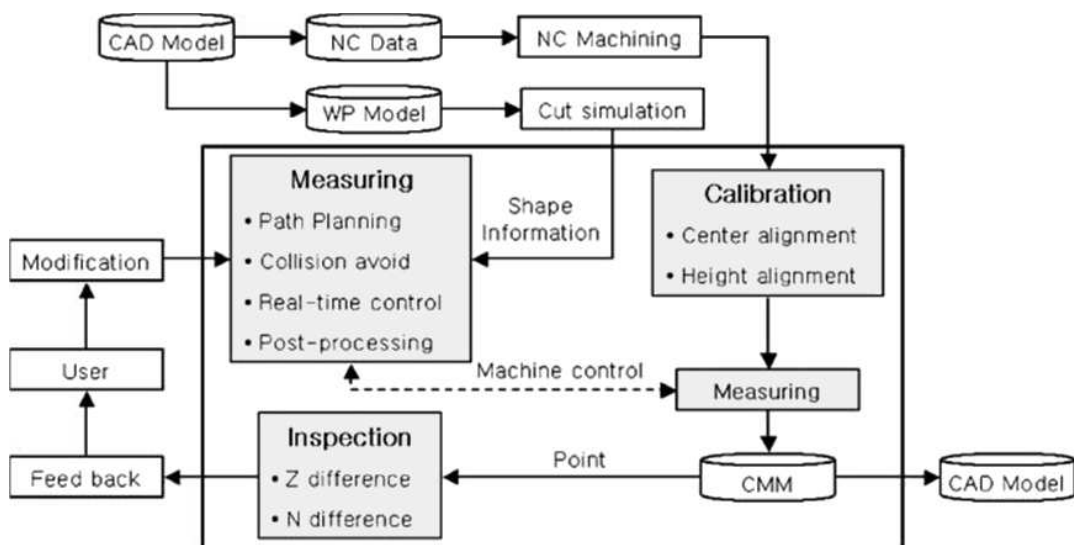 CAD Model
NC Data
NC Machining
WP Model
Cut simulation
Measuring
• Path Planning
• Collision avoid
• Real-time control
• Post-processing
Shape
Information
Calibration
• Center alignment
• Height alignment
Modification
User
Feed back
Machine control
Measuring
Inspection
• Z difference
• N difference
Point
CMM
CAD Model